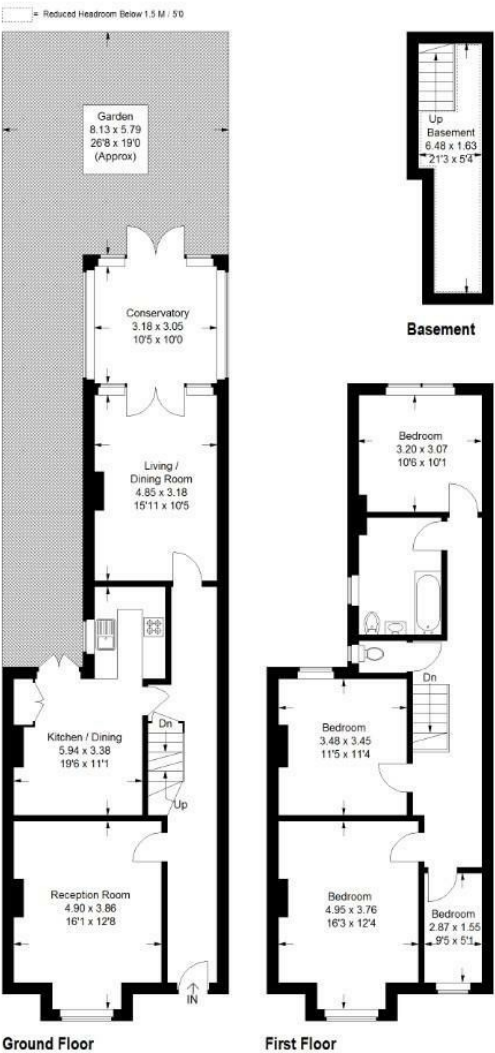 = Reduced Headroom Below 1.5 M / 5'0
Garden
8.13 x 5.79
26'8 x 19'0
(Approx)
Up
Basement
6.48 x 1.63
21'3 x 5'4
Basement
Conservatory
3.18 x 3.05
10'5 x 10'0
Living /
Dining Room
4.85 x 3.18
15'11 x 10'5
Dn
Kitchen / Dining
5.94 x 3.38
19'6 x 11'1
Up
Reception Room
4.90 x 3.86
16'1 x 12'8
IN
Ground Floor
Bedroom
3.20 x 3.07
10'6 x 10'1
Dn
Bedroom
3.48 x 3.45
11'5 x 11'4
Bedroom
4.95 x 3.76
16'3 x 12'4
Bedroom
2.87 x 1.55
9'5 x 5'1
First Floor